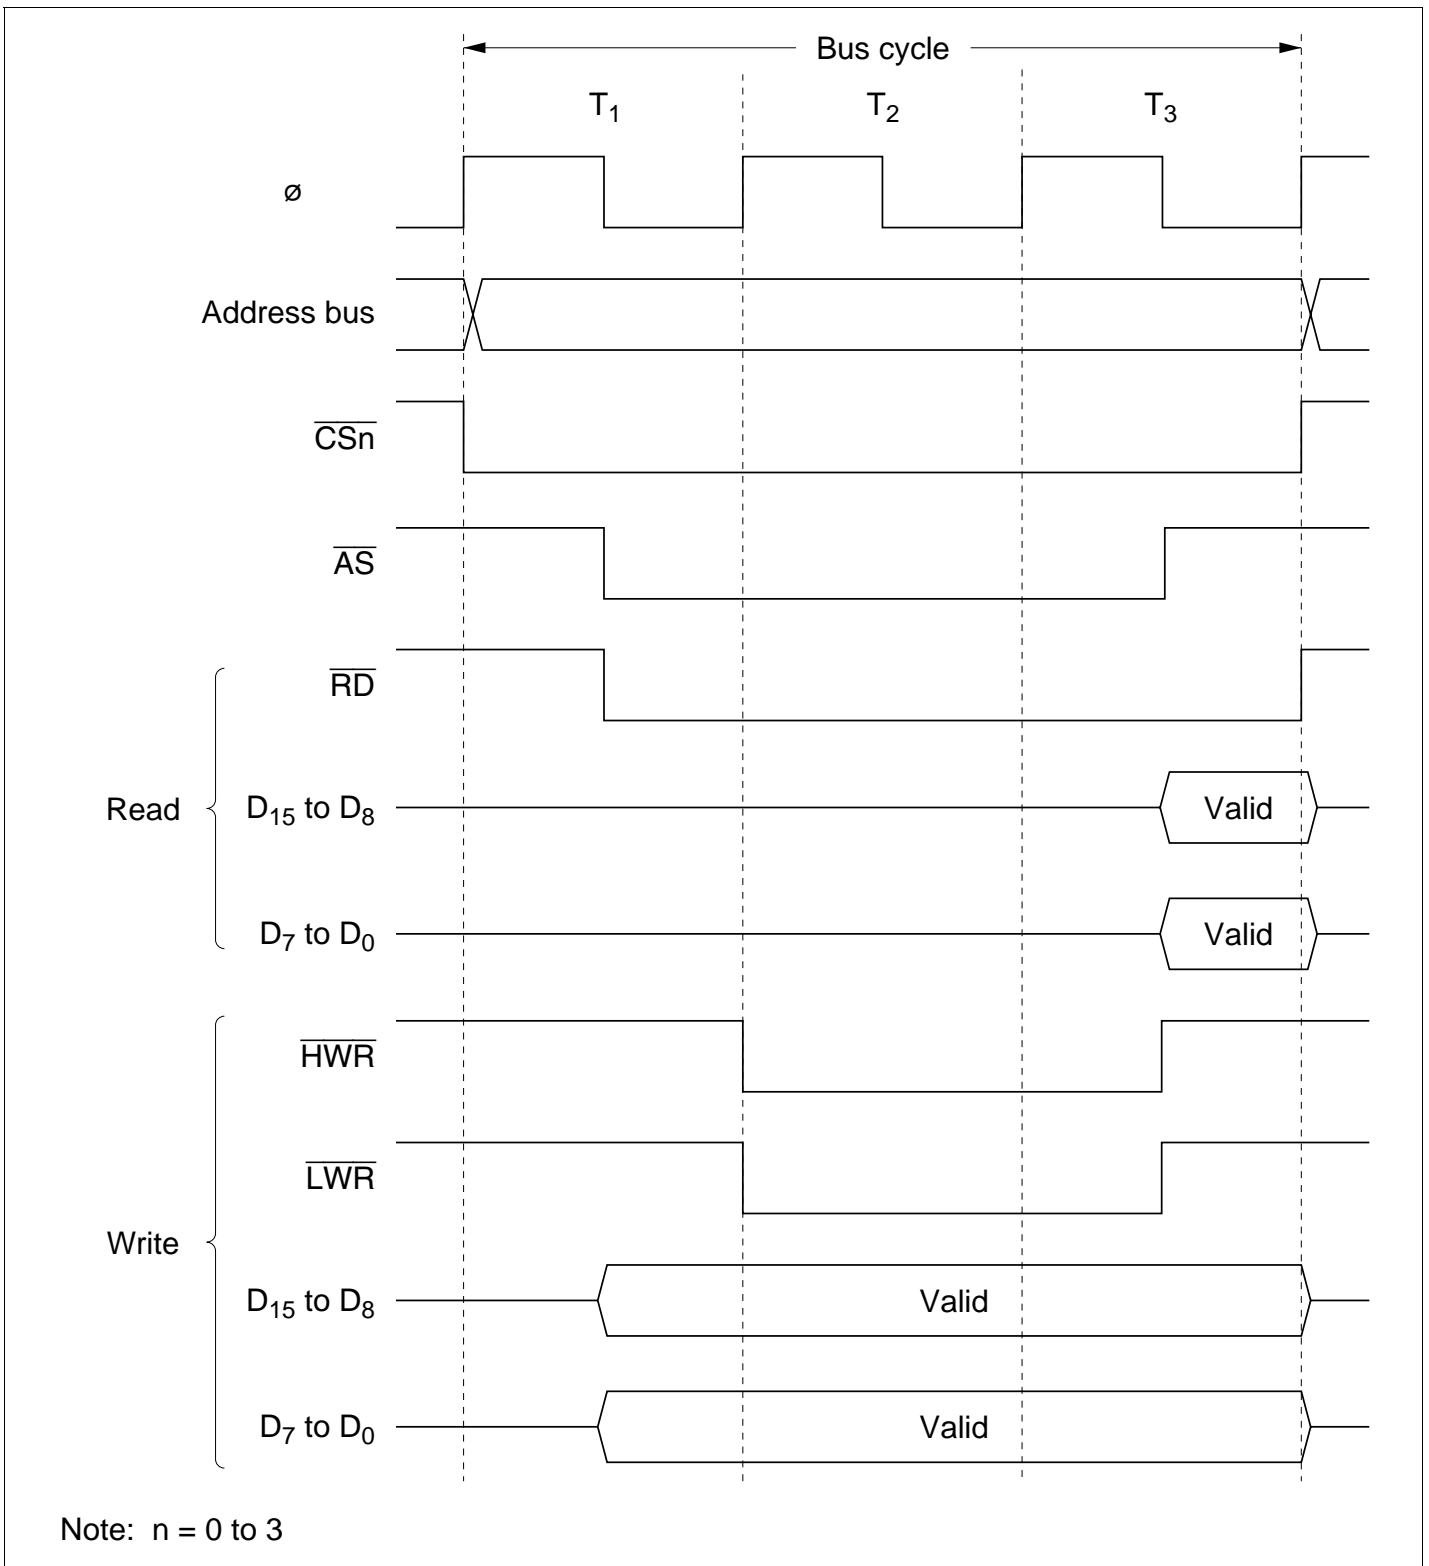 Bus cycle
T1 T2 T3
ø
Address bus
CSn
AS
RD
Read
D15 to D8 Valid
D7 to D0 Valid
HWR
LWR
Write
D15 to D8 Valid
D7 to D0 Valid
Note: n = 0 to 3